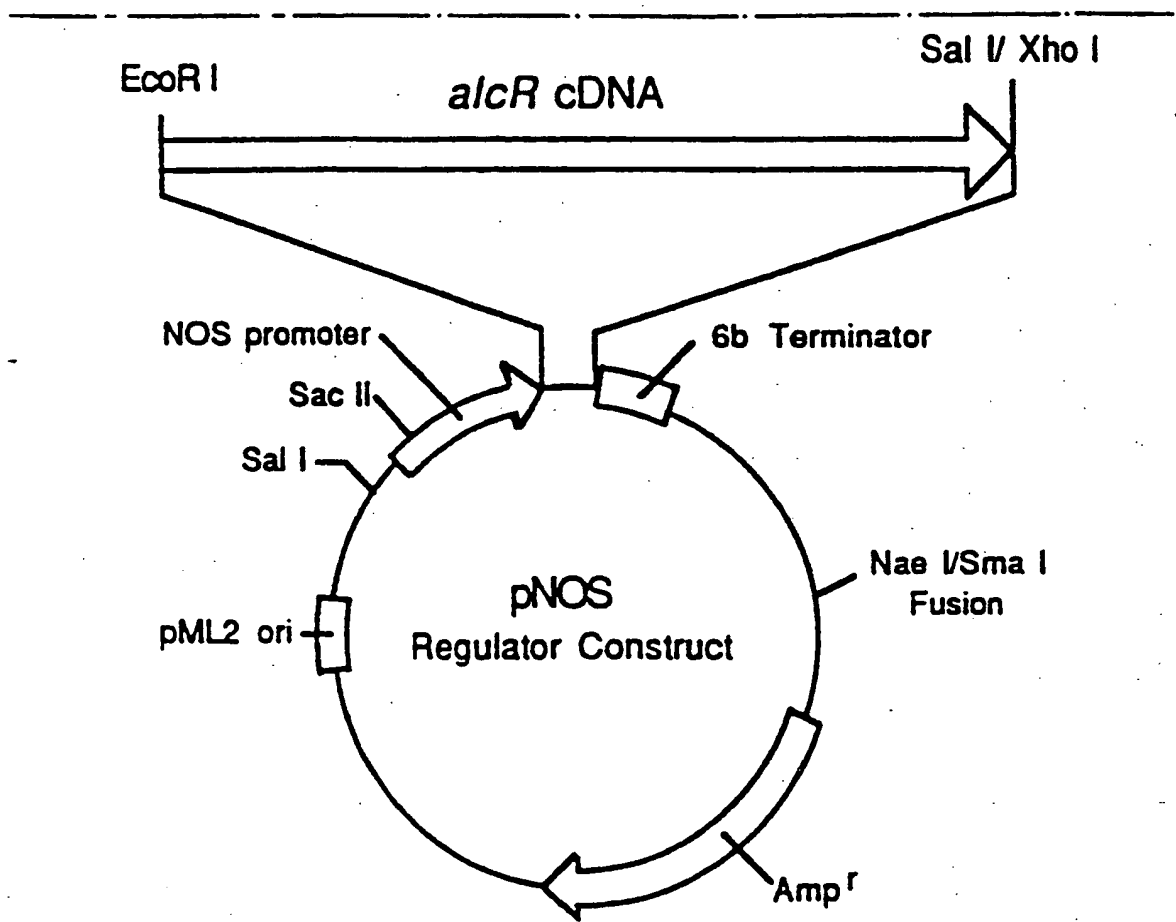 EcoR I
alcR cDNA
Sal I/ Xho I
NOS promoter
6b Terminator
Sac II
Sal I
Nae I/Sma I
Fusion
pNOS
Regulator Construct
pML2 ori
Amp r